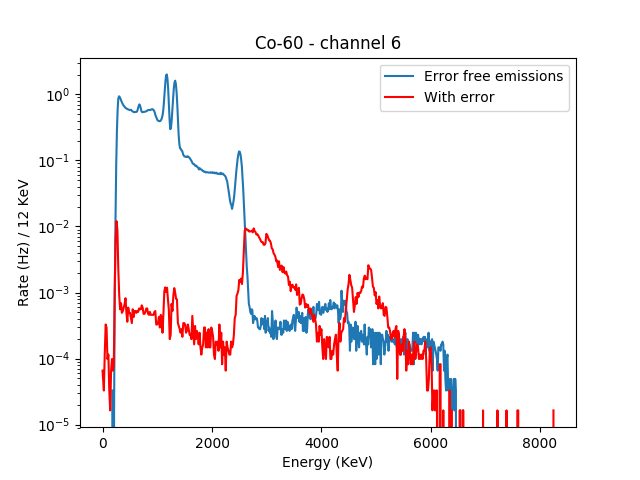 Co-60 - channel 6
Error free emissions
With error
Rate (Hz) / 12 KeV
10⁰
10⁻¹
10⁻²
10⁻³
10⁻⁴
10⁻⁵
0 2000 4000 6000 8000
Energy (KeV)